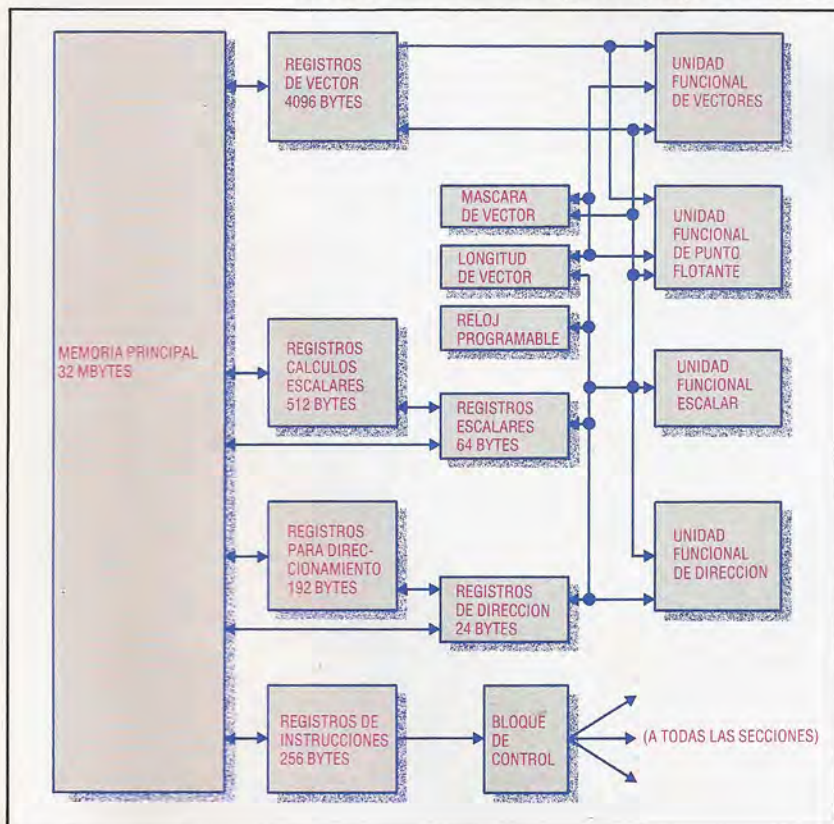 MEMORIA PRINCIPAL
32 MBYTES
REGISTROS
DE VECTOR
4096 BYTES
UNIDAD
FUNCIONAL
DE VECTORES
MASCARA
DE VECTOR
LONGITUD
DE VECTOR
RELOJ
PROGRAMABLE
UNIDAD
FUNCIONAL
DE PUNTO
FLOTANTE
REGISTROS
CALCULOS
ESCALARES
512 BYTES
REGISTROS
ESCALARES
64 BYTES
UNIDAD
FUNCIONAL
ESCALAR
REGISTROS
PARA DIREC-
CIONAMIENTO
192 BYTES
REGISTROS
DE DIRECCION
24 BYTES
UNIDAD
FUNCIONAL
DE DIRECCION
REGISTROS DE
INSTRUCCIONES
256 BYTES
BLOQUE
DE
CONTROL
(A TODAS LAS SECCIONES)